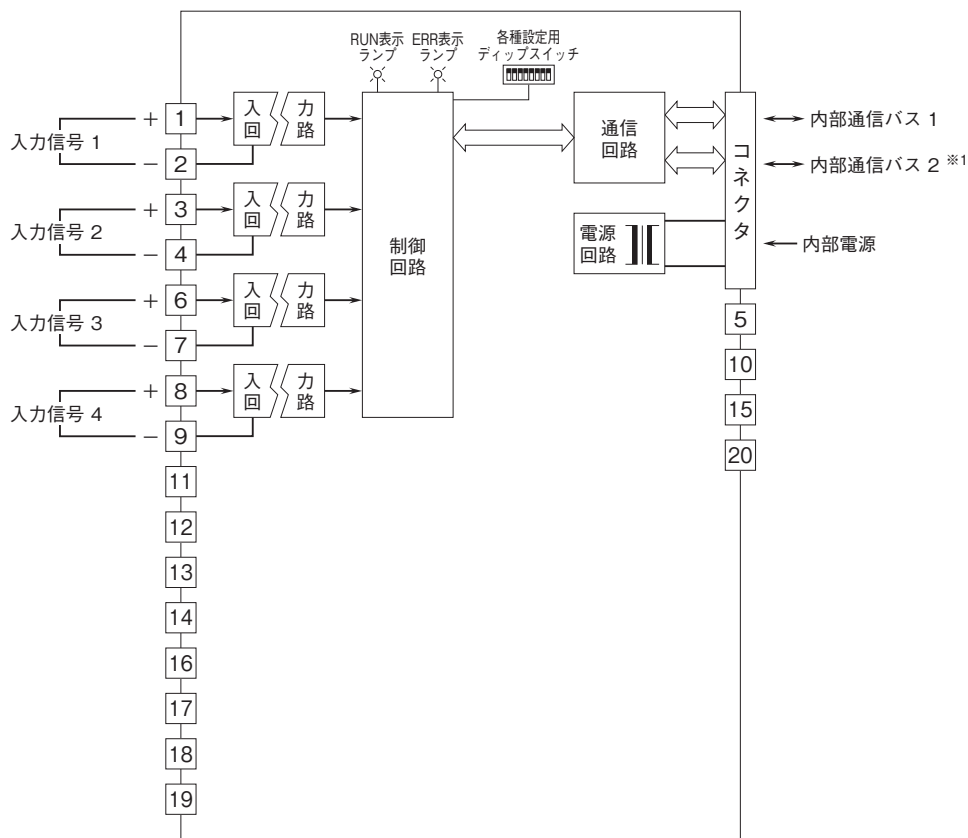 RUN表示
ランプ
ERR表示
ランプ
各種設定用
ディップスイッチ
入力信号 1
+ 1
− 2
入 力
回 路
入力信号 2
+ 3
− 4
入 力
回 路
入力信号 3
+ 6
− 7
入 力
回 路
入力信号 4
+ 8
− 9
入 力
回 路
11
12
13
14
16
17
18
19
制御
回路
通信
回路
電源
回路
コネクタ
内部通信バス 1
内部通信バス 2 ※1
内部電源
5
10
15
20